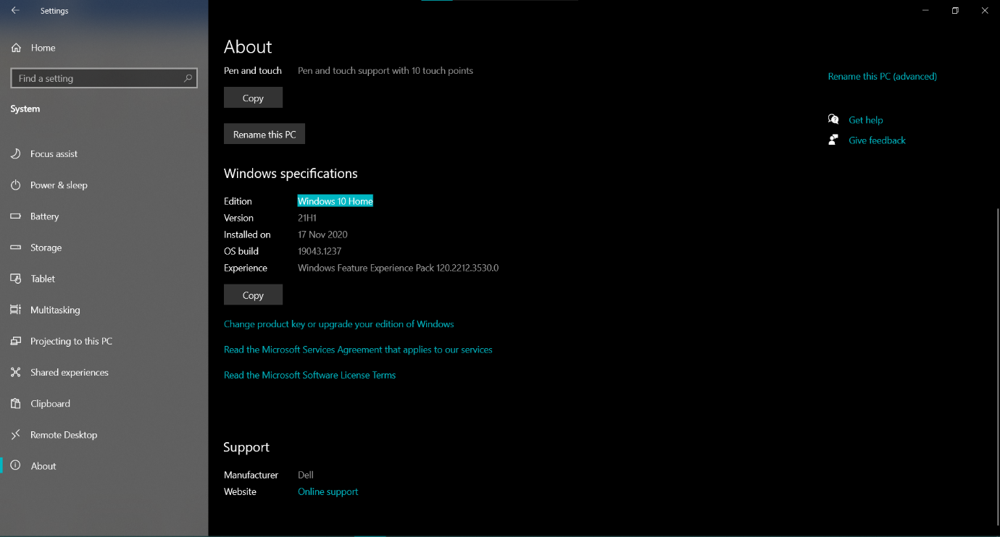 Settings
Home
Find a setting
System
Focus assist
Power & sleep
Battery
Storage
Tablet
Multitasking
Projecting to this PC
Shared experiences
Clipboard
Remote Desktop
About
About
Pen and touch Pen and touch support with 10 touch points
Copy
Rename this PC
Windows specifications
Edition Windows 10 Home
Version 21H1
Installed on 17 Nov 2020
OS build 19043.1237
Experience Windows Feature Experience Pack 120.2212.3530.0
Copy
Change product key or upgrade your edition of Windows
Read the Microsoft Services Agreement that applies to our services
Read the Microsoft Software License Terms
Support
Manufacturer Dell
Website Online support
Rename this PC (advanced)
Get help
Give feedback